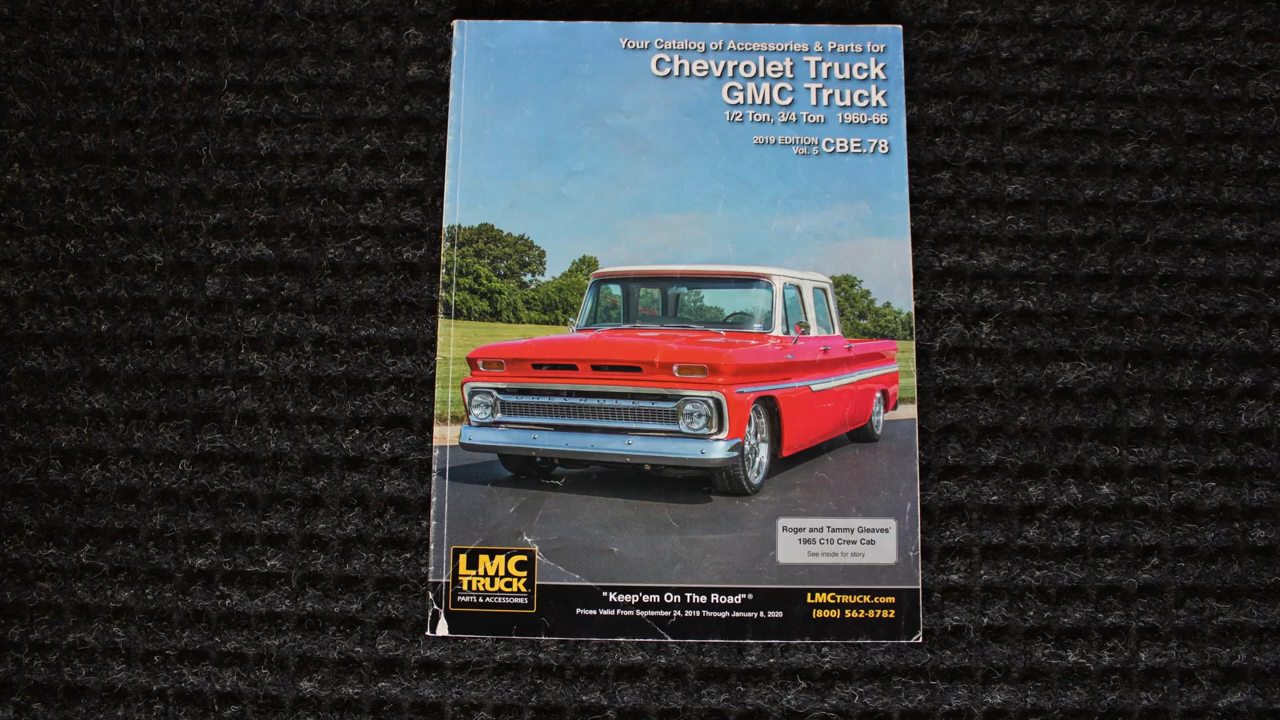 Your Catalog of Accessories & Parts for
Chevrolet Truck
GMC Truck
1/2 Ton, 3/4 Ton 1960-66
2019 EDITION
Vol. 5 CBE.78
CHEVROLET
Roger and Tammy Gleaves'
1965 C10 Crew Cab
See inside for story.
LMC
TRUCK
PARTS & ACCESSORIES
"Keep'em On The Road"®
Prices Valid From September 24, 2019 Through January 8, 2020
LMCTRUCK.com
(800) 562-8782